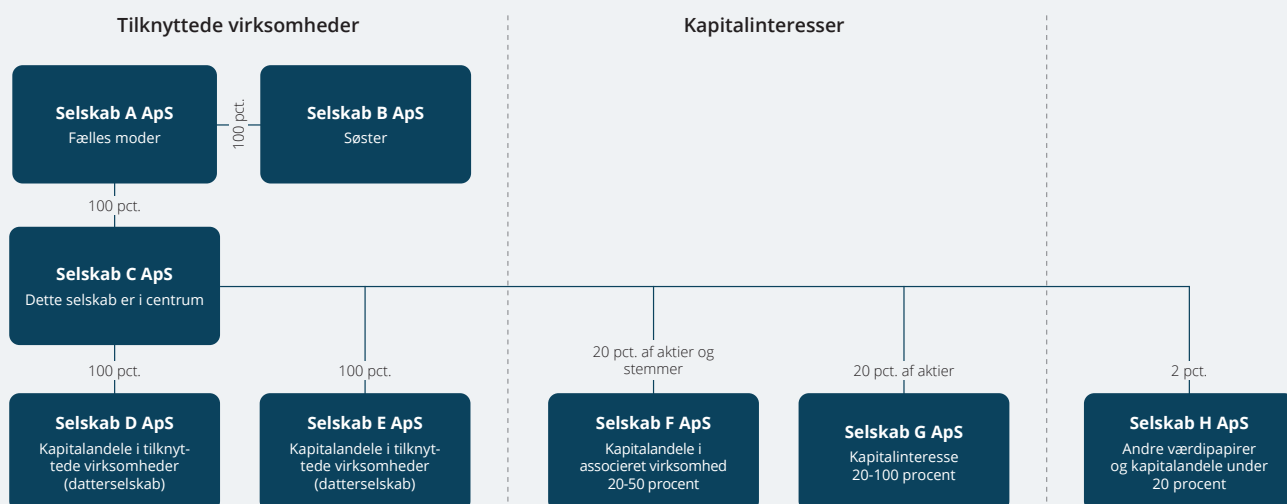 Tilknyttede virksomheder
Kapitalinteresser
Selskab A ApS
Fælles moder
100 pct.
Selskab B ApS
Søster
100 pct.
Selskab C ApS
Dette selskab er i centrum
100 pct.
100 pct.
20 pct. af aktier og
stemmer
20 pct. af aktier
2 pct.
Selskab D ApS
Kapitalandele i tilknyt-
tede virksomheder
(datterselskab)
Selskab E ApS
Kapitalandele i tilknyt-
tede virksomheder
(datterselskab)
Selskab F ApS
Kapitalandele i
associeret virksomhed
20-50 procent
Selskab G ApS
Kapitalinteresse
20-100 procent
Selskab H ApS
Andre værdipapirer
og kapitalandele under
20 procent